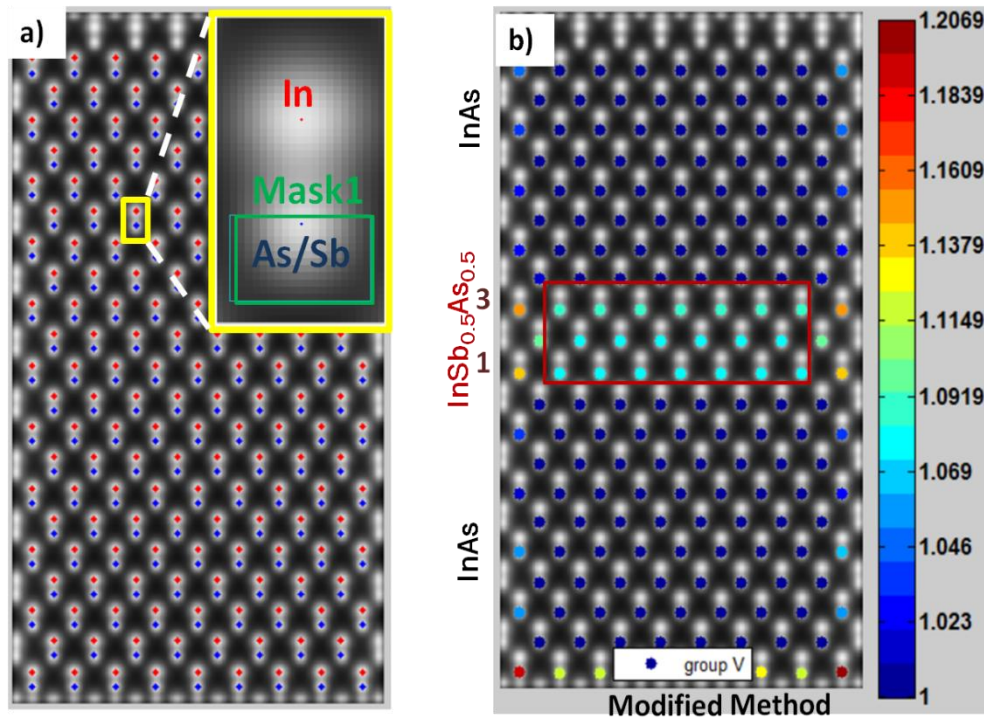 a)
In
Mask1
As/Sb
b)
InAs
InSb0.5As0.5
3
1
InAs
group V
Modified Method
1.2069
1.1839
1.1609
1.1379
1.1149
1.0919
1.069
1.046
1.023
1